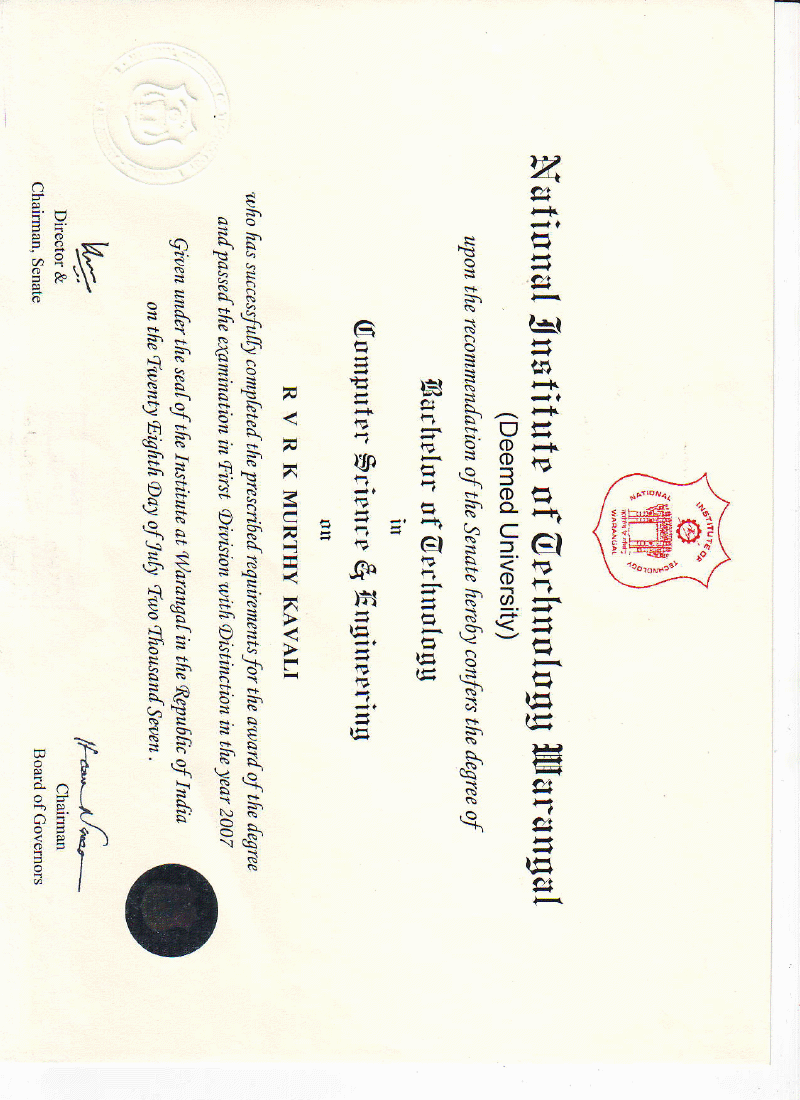 NATIONAL INSTITUTE OF TECHNOLOGY
WARANGAL
National Institute of Technology Warangal
(Deemed University)
upon the recommendation of the Senate hereby confers the degree of
Bachelor of Technology
in
Computer Science & Engineering
on
R V R K MURTHY KAVALI
who has successfully completed the prescribed requirements for the award of the degree
and passed the examination in First Division with Distinction in the year 2007
Given under the seal of the Institute at Warangal in the Republic of India
on the Twenty Eighth Day of July Two Thousand Seven .
Director &
Chairman, Senate
Chairman
Board of Governors